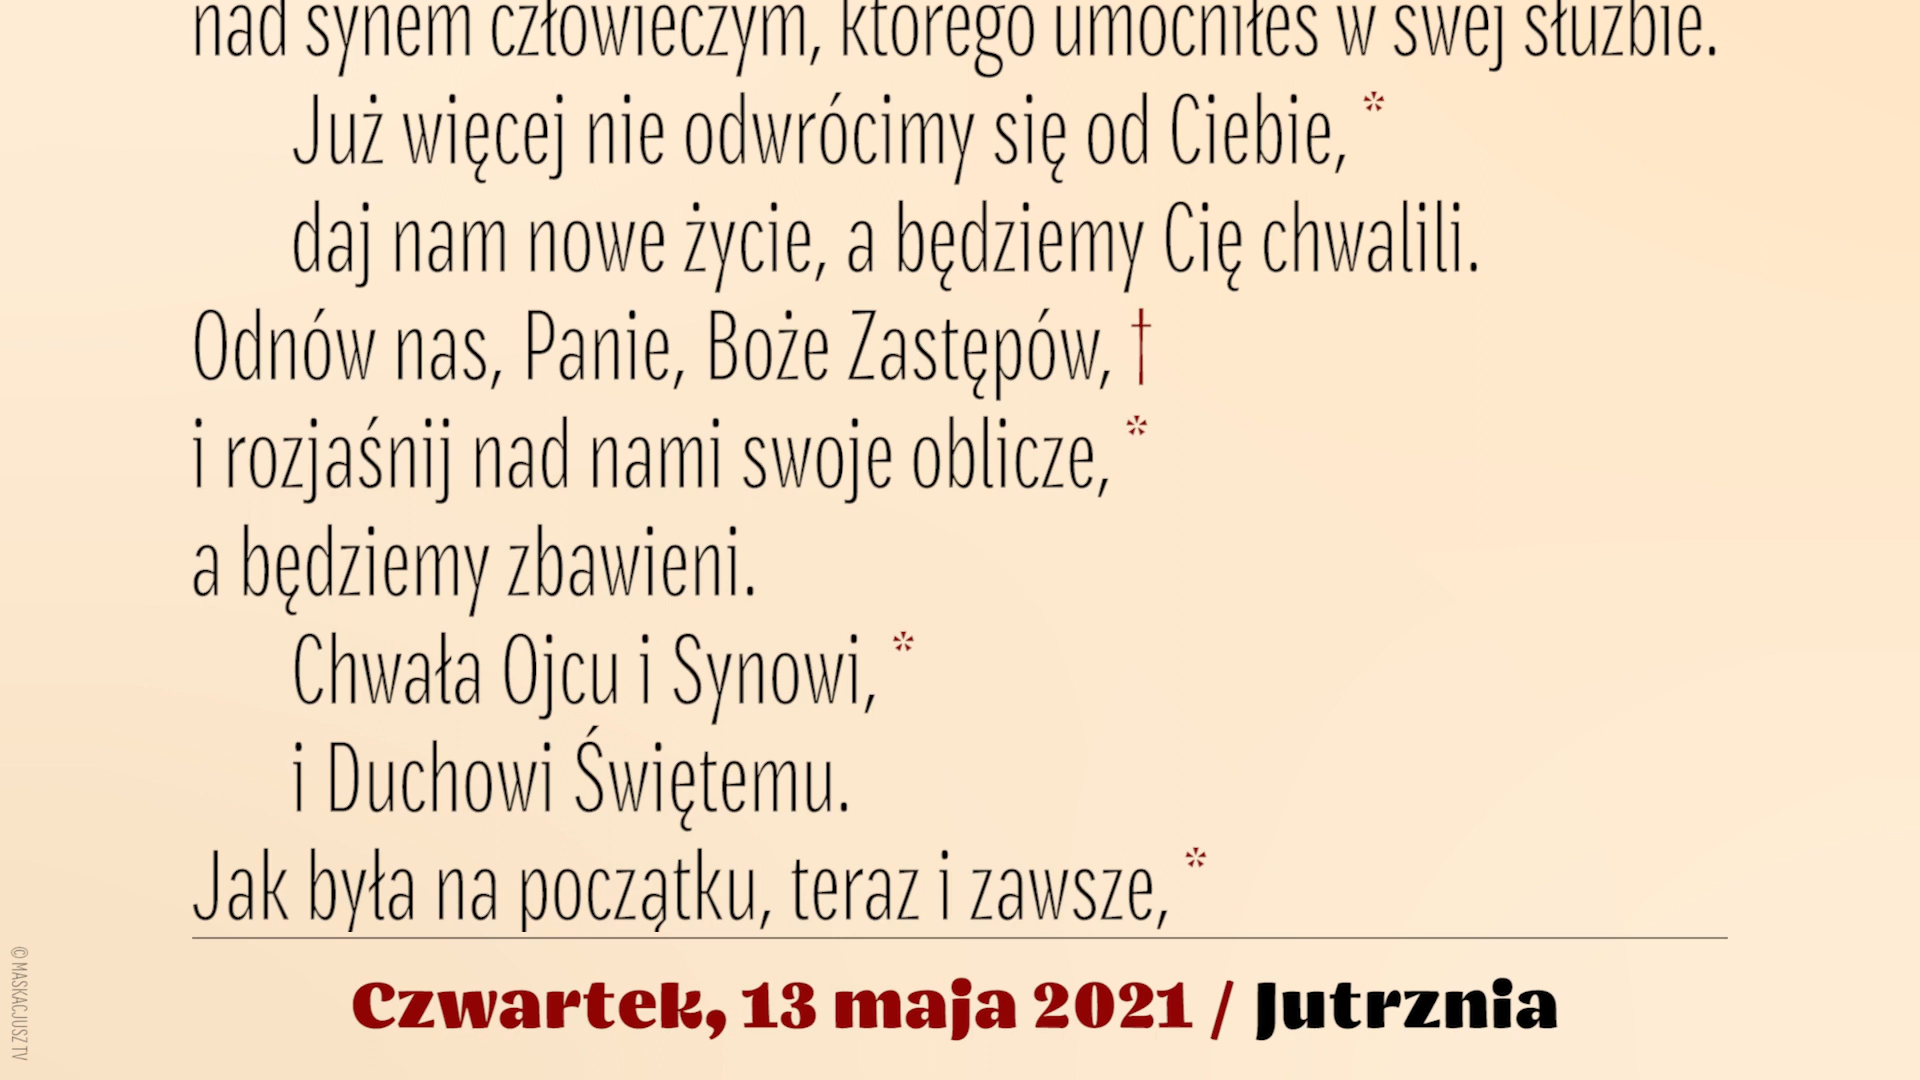 nad synem człowieczym, którego umocniłeś w swej służbie.
Już więcej nie odwrócimy się od Ciebie, *
daj nam nowe życie, a będziemy Cię chwalili.
Odnów nas, Panie, Boże Zastępów, †
i rozjaśnij nad nami swoje oblicze, *
a będziemy zbawieni.
Chwała Ojcu i Synowi, *
i Duchowi Świętemu.
Jak była na początku, teraz i zawsze, *
Czwartek, 13 maja 2021 / Jutrznia
© MASKACJUSZ TV